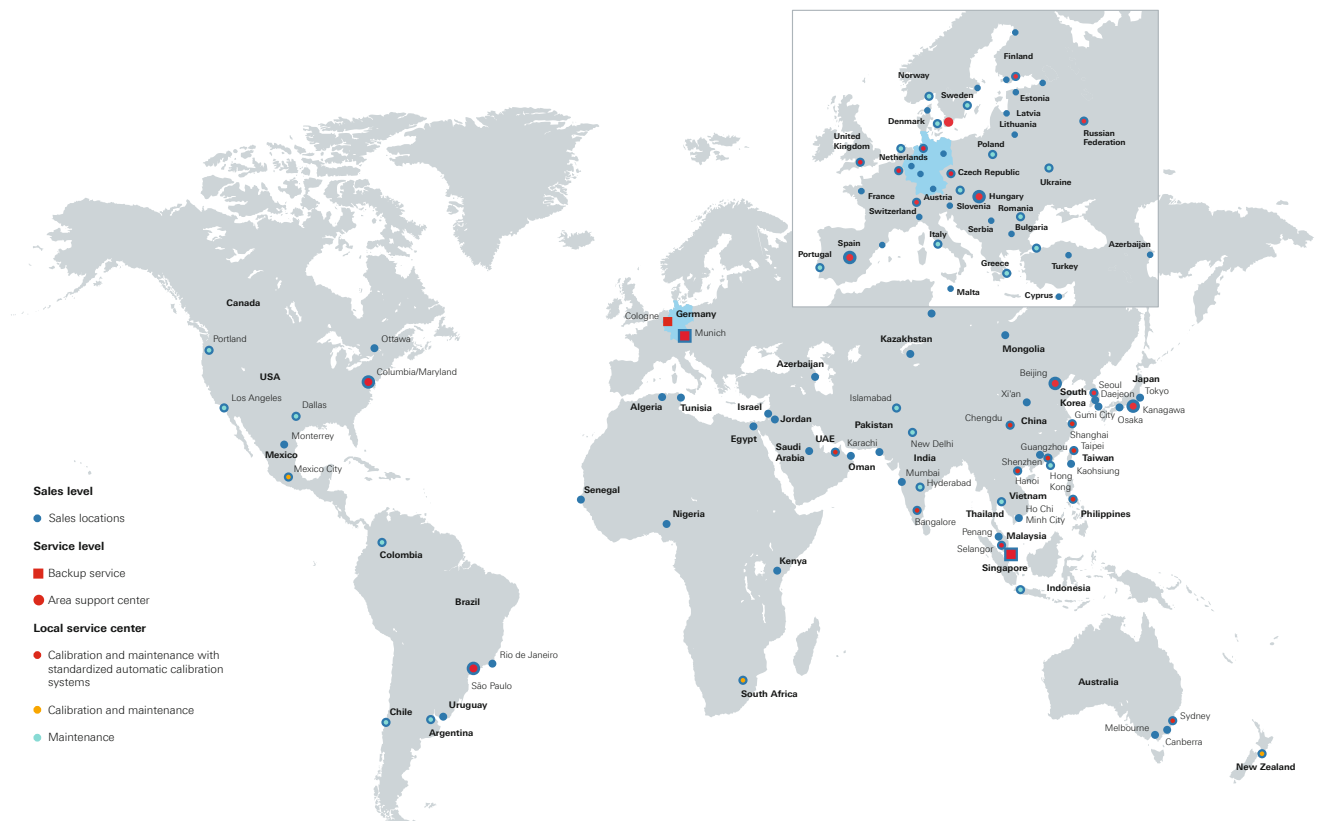 Finland
Norway
Sweden
Estonia
Latvia
Lithuania
Denmark
Russian
Federation
United
Kingdom
Netherlands
Poland
Czech Republic
Ukraine
France
Austria
Hungary
Switzerland
Slovenia
Romania
Serbia
Bulgaria
Italy
Spain
Portugal
Azerbaijan
Greece
Turkey
Malta
Cyprus
Canada
Portland
Ottawa
USA
Columbia/Maryland
Los Angeles
Dallas
Monterrey
Mexico
Mexico City
Colombia
Brazil
Rio de Janeiro
São Paulo
Chile
Uruguay
Argentina
Cologne
Germany
Munich
Algeria
Tunisia
Israel
Jordan
Egypt
Saudi
Arabia
UAE
Oman
Karachi
Azerbaijan
Kazakhstan
Mongolia
Islamabad
Pakistan
New Delhi
India
Mumbai
Hyderabad
Bangalore
Senegal
Nigeria
Kenya
South Africa
Beijing
Xi'an
Chengdu
China
South
Korea
Seoul
Daejeon
Gumi City
Japan
Tokyo
Kanagawa
Osaka
Shanghai
Taipei
Taiwan
Kaohsiung
Guangzhou
Shenzhen
Hong
Kong
Hanoi
Vietnam
Ho Chi
Minh City
Thailand
Philippines
Penang
Malaysia
Selangor
Singapore
Indonesia
Australia
Sydney
Melbourne
Canberra
New Zealand
Sales level
Sales locations
Service level
Backup service
Area support center
Local service center
Calibration and maintenance with
standardized automatic calibration
systems
Calibration and maintenance
Maintenance